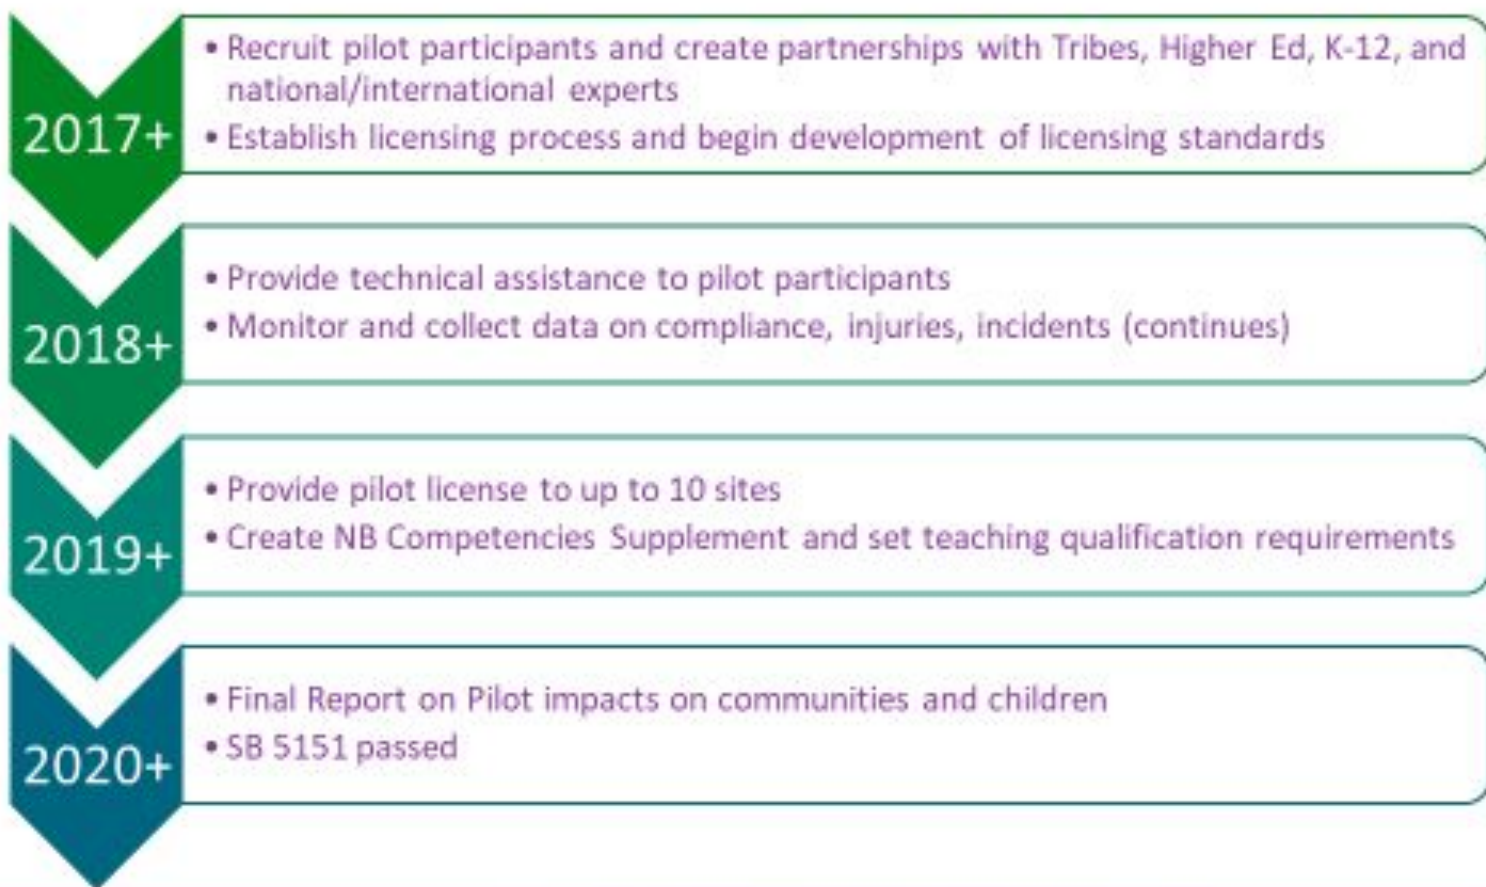 2017+
• Recruit pilot participants and create partnerships with Tribes, Higher Ed, K-12, and
national/international experts
• Establish licensing process and begin development of licensing standards
2018+
• Provide technical assistance to pilot participants
• Monitor and collect data on compliance, injuries, incidents (continues)
2019+
• Provide pilot license to up to 10 sites
• Create NB Competencies Supplement and set teaching qualification requirements
2020+
• Final Report on Pilot impacts on communities and children
• SB 5151 passed